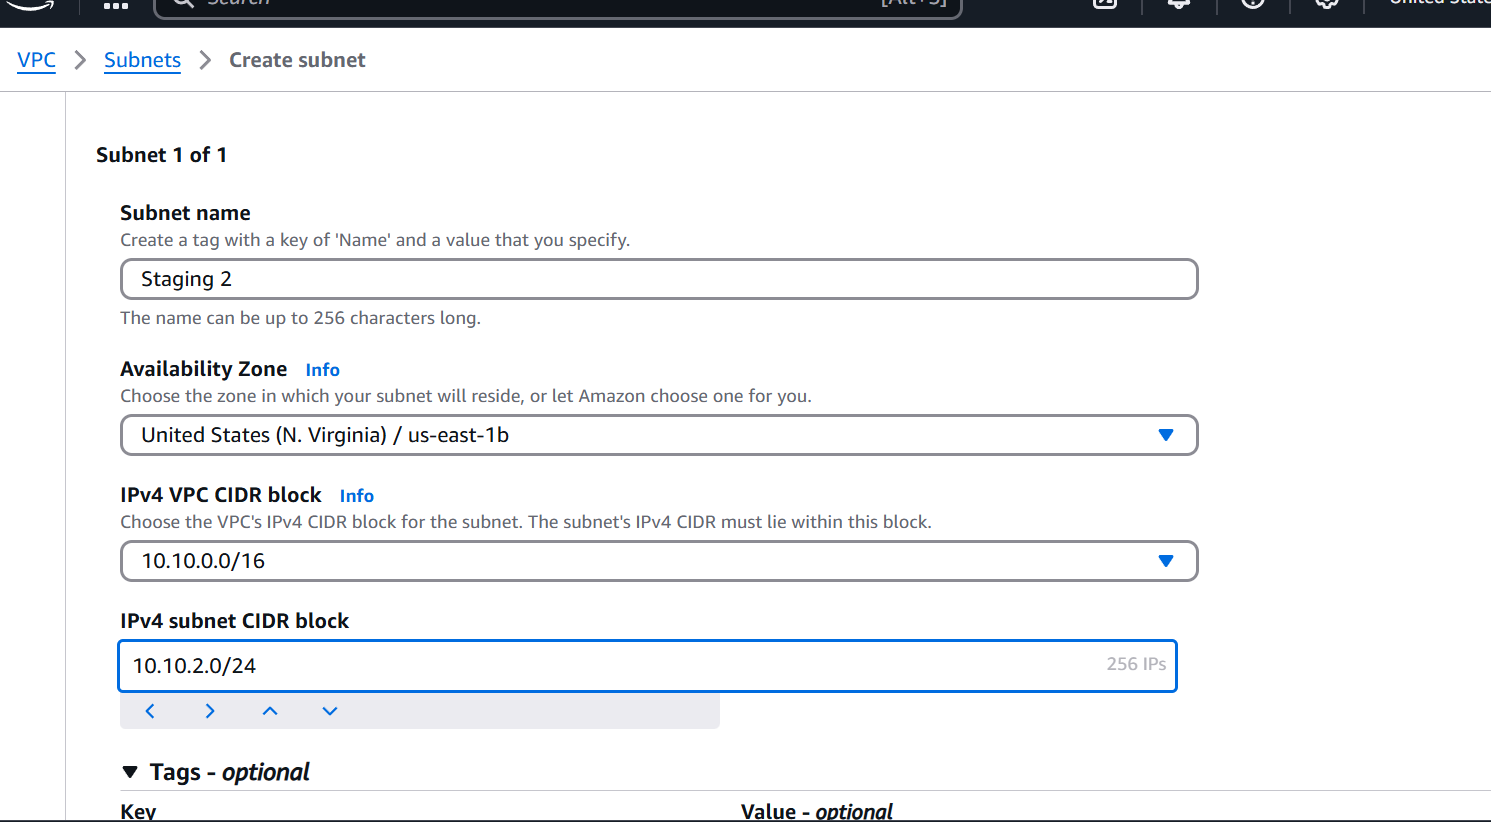 Search [Alt+S] United State
VPC > Subnets > Create subnet
Subnet 1 of 1
Subnet name
Create a tag with a key of 'Name' and a value that you specify.
Staging 2
The name can be up to 256 characters long.
Availability Zone Info
Choose the zone in which your subnet will reside, or let Amazon choose one for you.
United States (N. Virginia) / us-east-1b
IPv4 VPC CIDR block Info
Choose the VPC's IPv4 CIDR block for the subnet. The subnet's IPv4 CIDR must lie within this block.
10.10.0.0/16
IPv4 subnet CIDR block
10.10.2.0/24 256 IPs
Tags - optional
Key Value - optional